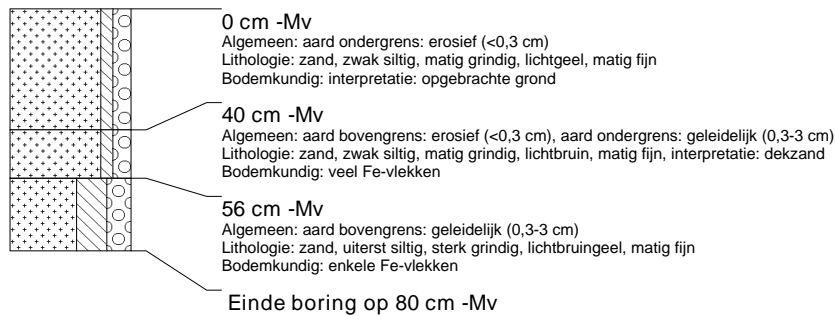 0 cm -Mv
Algemeen: aard ondergrens: erosief (<0,3 cm)
Lithologie: zand, zwak siltig, matig grindig, lichtgeel, matig fijn
Bodemkundig: interpretatie: opgebrachte grond
40 cm -Mv
Algemeen: aard bovengrens: erosief (<0,3 cm), aard ondergrens: geleidelijk (0,3-3 cm)
Lithologie: zand, zwak siltig, matig grindig, lichtbruin, matig fijn, interpretatie: dekzand
Bodemkundig: veel Fe-vlekken
56 cm -Mv
Algemeen: aard bovengrens: geleidelijk (0,3-3 cm)
Lithologie: zand, uiterst siltig, sterk grindig, lichtbruingeel, matig fijn
Bodemkundig: enkele Fe-vlekken
Einde boring op 80 cm -Mv